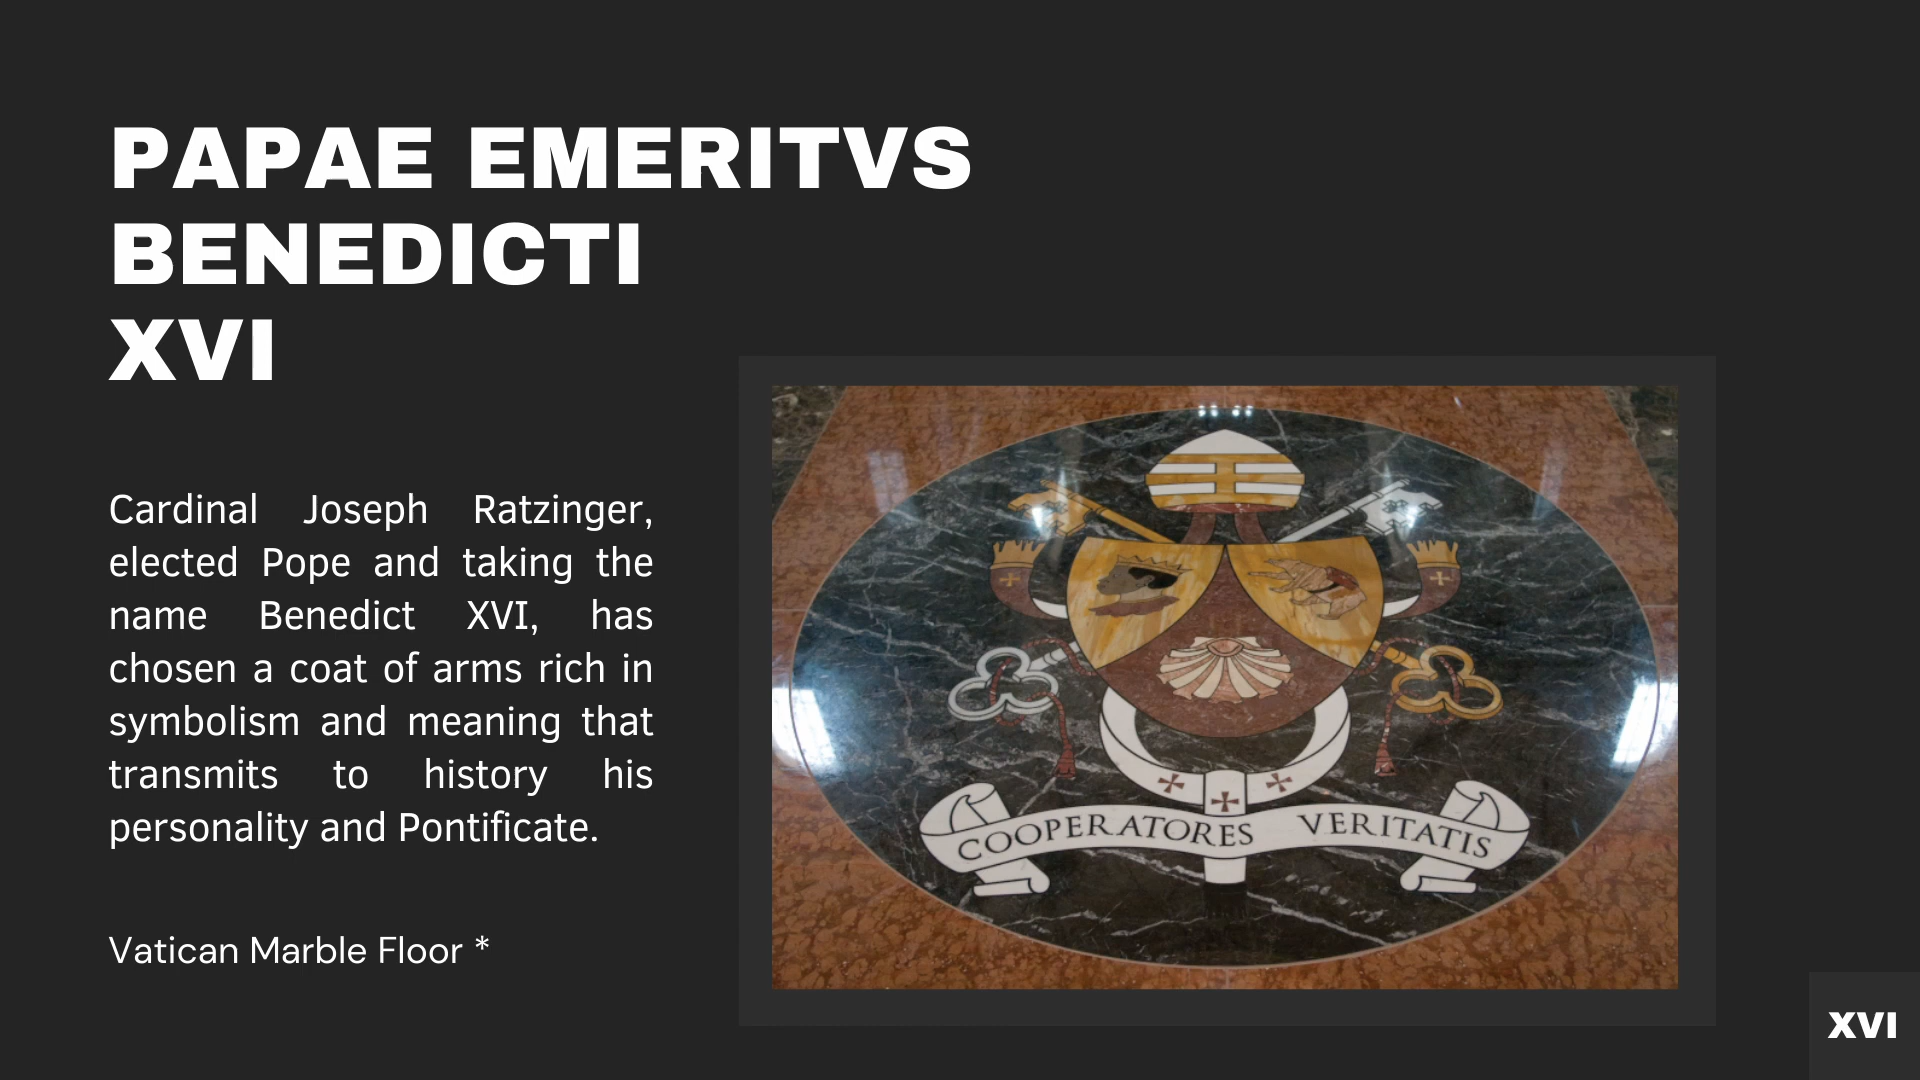 PAPAE EMERITVS
BENEDICTI
XVI
Cardinal Joseph Ratzinger,
elected Pope and taking the
name Benedict XVI, has
chosen a coat of arms rich in
symbolism and meaning that
transmits to history his
personality and Pontificate.
Vatican Marble Floor *
COOPERATORES VERITATIS
XVI